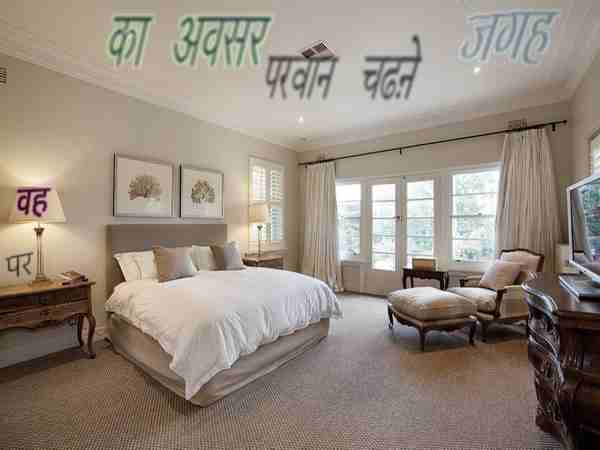 का अवसर
जगह
परवान चढ़ने
वह
पर